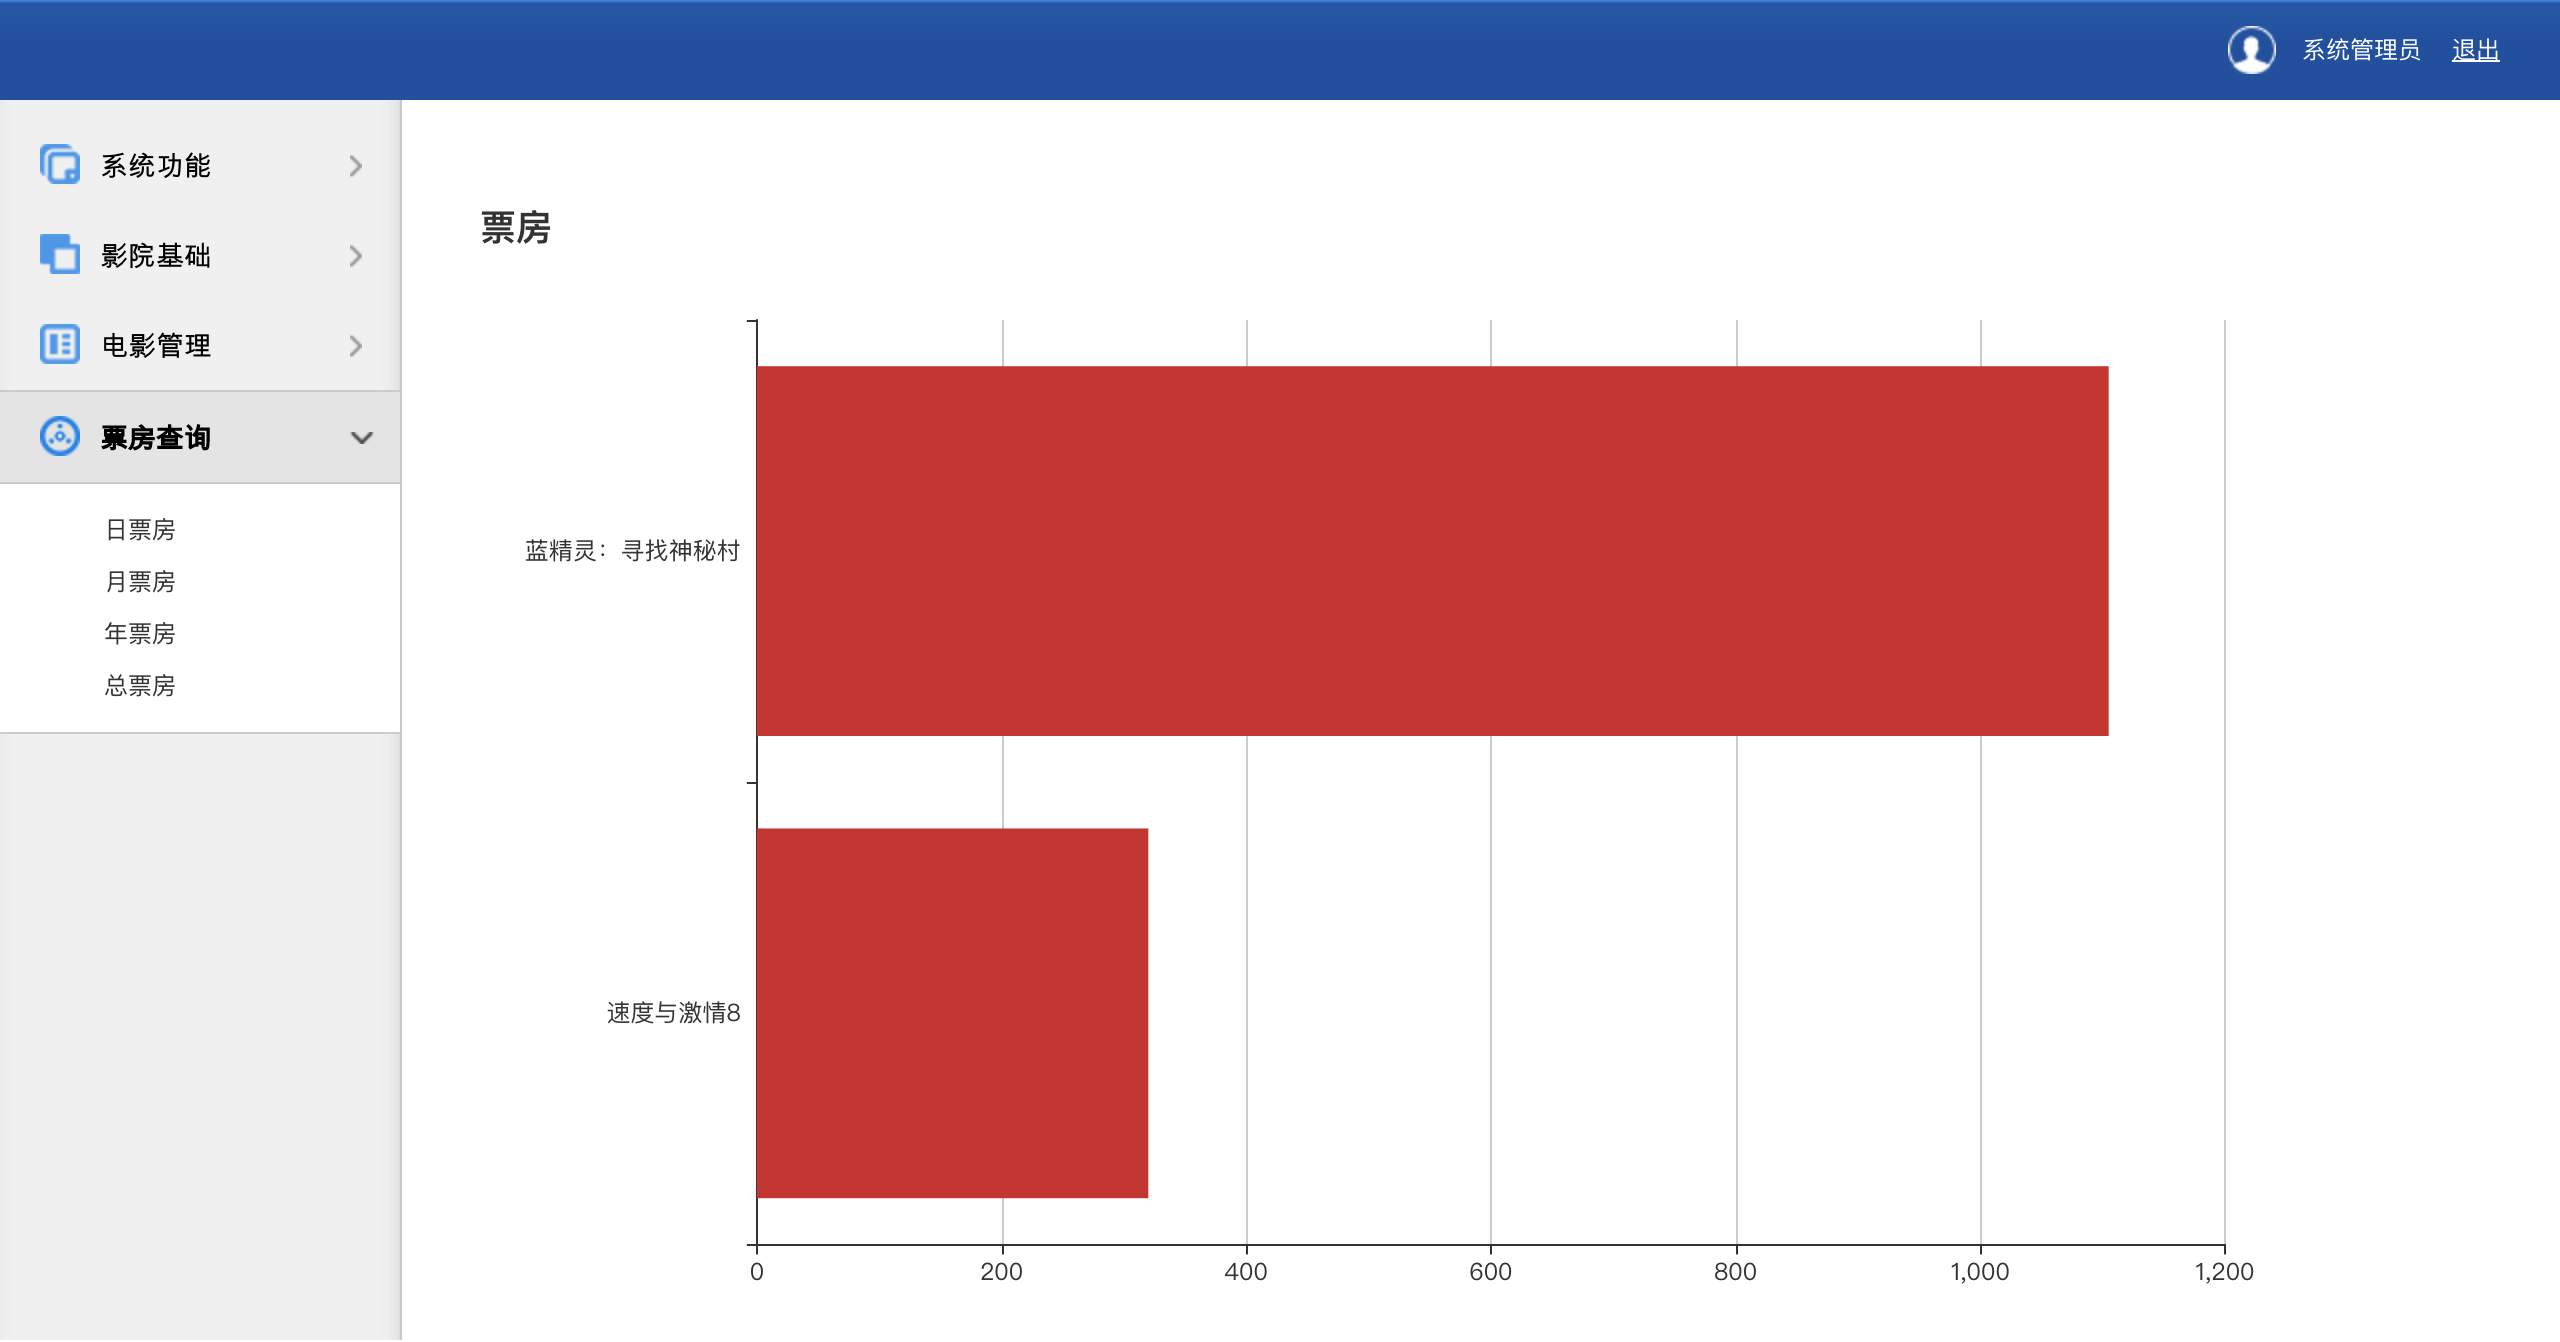 系统管理员 退出
系统功能
影院基础
电影管理
票房查询
日票房
月票房
年票房
总票房
票房
蓝精灵：寻找神秘村
速度与激情8
0 200 400 600 800 1,000 1,200